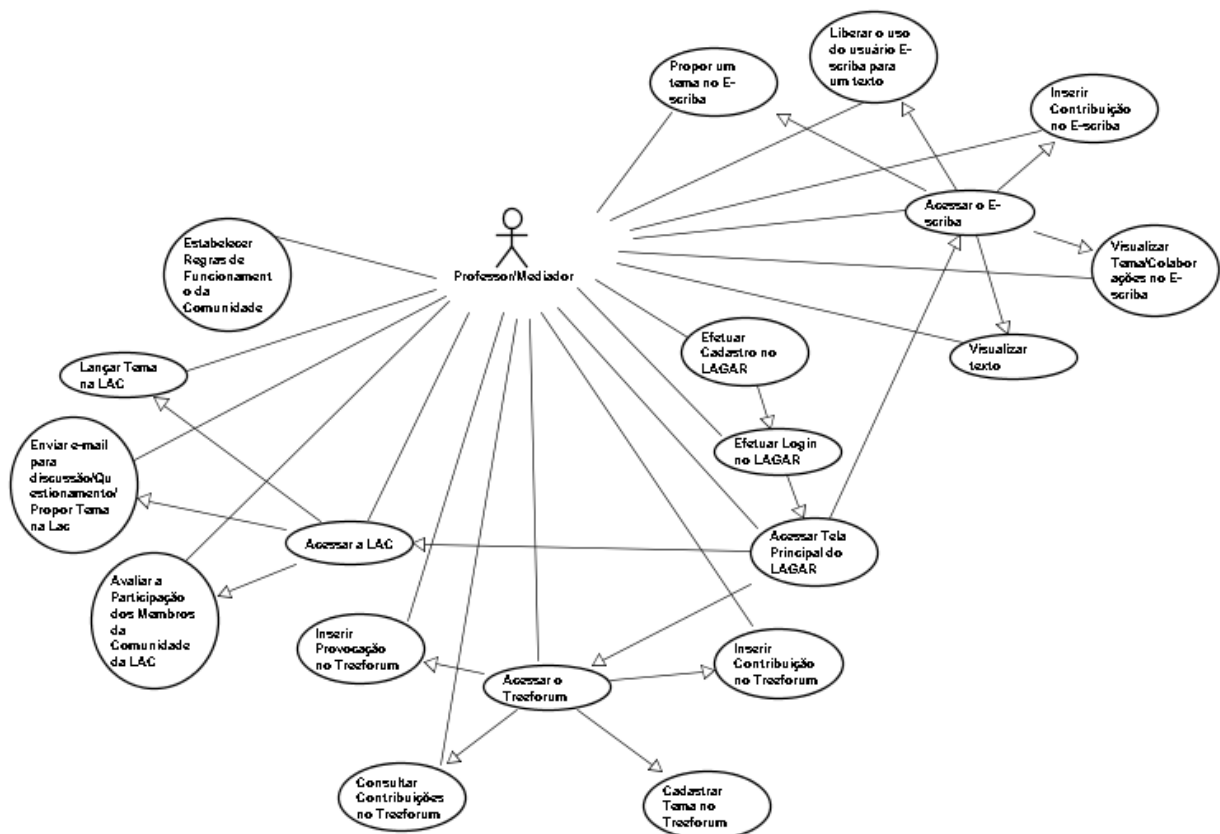 Liberar o uso
do usuário E-
scriba para
um texto
Propor um
tema no E-
scriba
Inserir
Contribuição
no E-scriba
Acessar o E-
scriba
Visualizar
Tema/Colabor
ações no E-
scriba
Visualizar
texto
Professor/Mediador
Estabelecer
Regras de
Funcionament
o da
Comunidade
Efetuar
Cadastro no
LAGAR
Lançar Tema
na LAC
Efetuar Login
no LAGAR
Enviar e-mail
para
discussão/Qu
estionamento/
Propor Tema
na Lac
Acessar a LAC
Acessar Tela
Principal do
LAGAR
Avaliar a
Participação
dos Membros
da
Comunidade
da LAC
Inserir
Provocação
no Treeforum
Acessar o
Treeforum
Inserir
Contribuição
no Treeforum
Consultar
Contribuições
no Treeforum
Cadastrar
Tema no
Treeforum